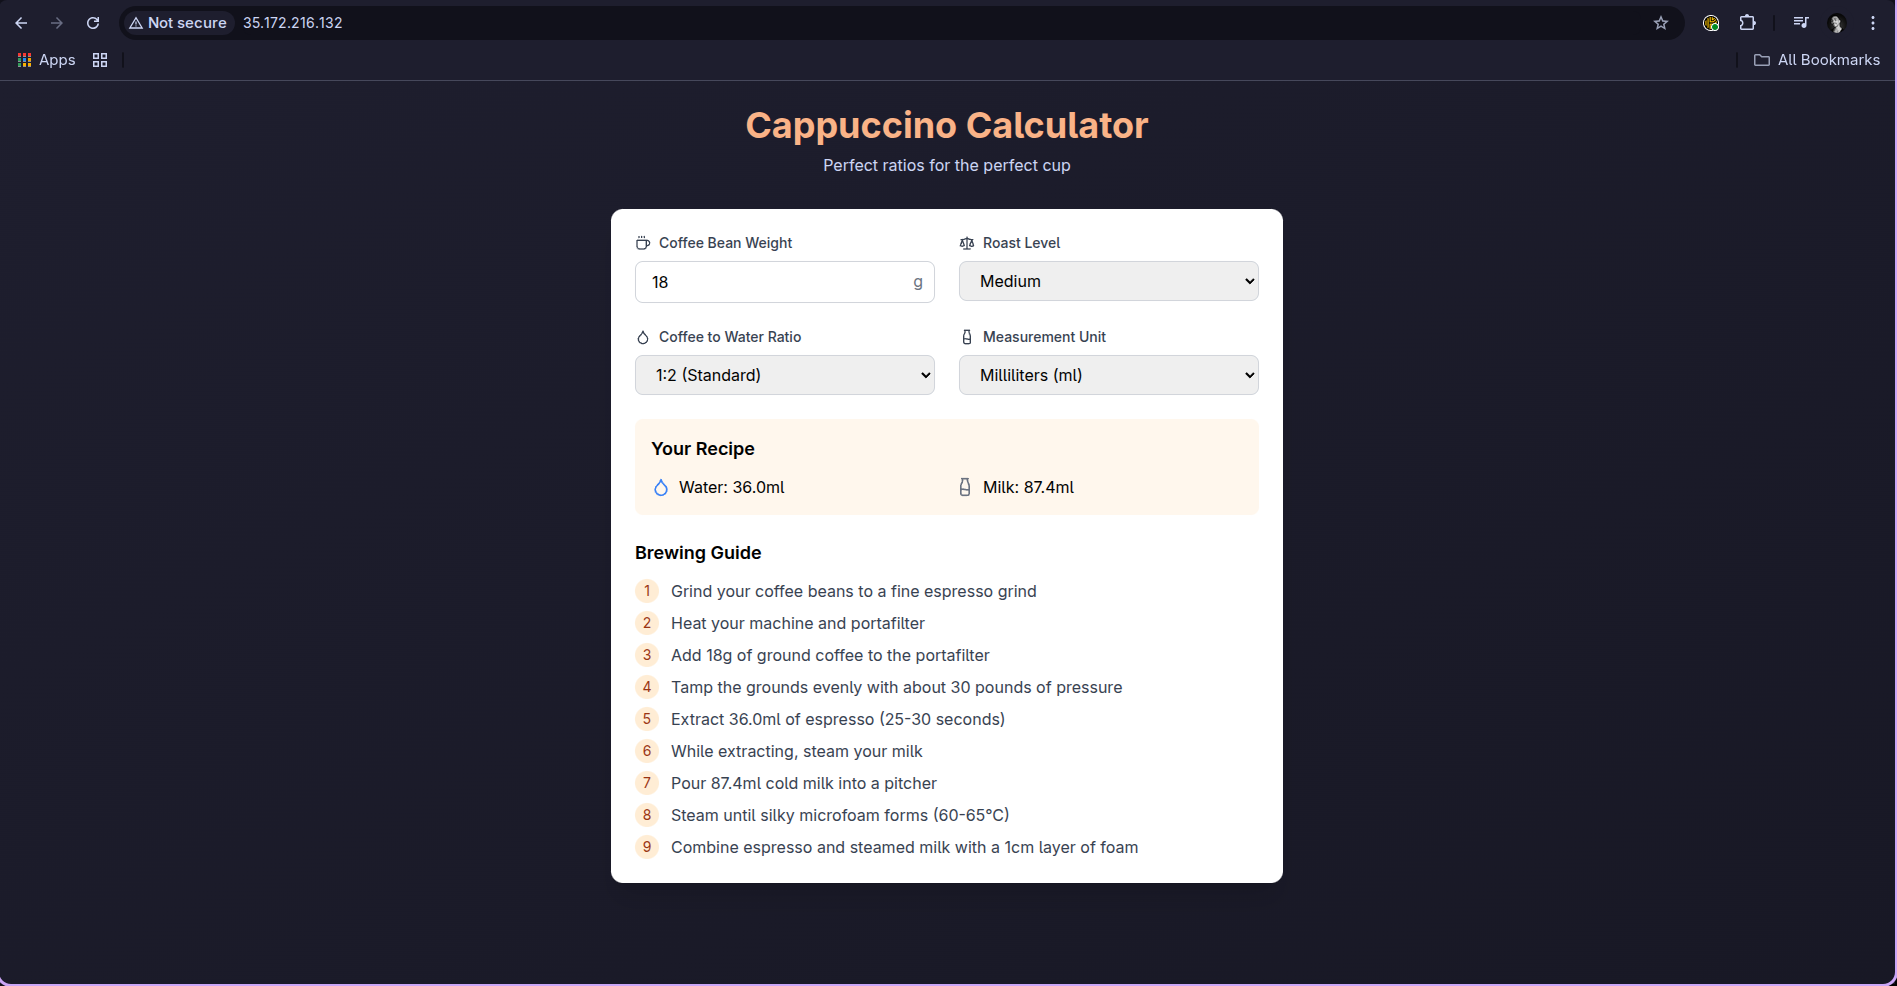 Not secure 35.172.216.132
Apps
All Bookmarks
Cappuccino Calculator
Perfect ratios for the perfect cup
Coffee Bean Weight
18 g
Roast Level
Medium
Coffee to Water Ratio
1:2 (Standard)
Measurement Unit
Milliliters (ml)
Your Recipe
Water: 36.0ml
Milk: 87.4ml
Brewing Guide
1 Grind your coffee beans to a fine espresso grind
2 Heat your machine and portafilter
3 Add 18g of ground coffee to the portafilter
4 Tamp the grounds evenly with about 30 pounds of pressure
5 Extract 36.0ml of espresso (25-30 seconds)
6 While extracting, steam your milk
7 Pour 87.4ml cold milk into a pitcher
8 Steam until silky microfoam forms (60-65°C)
9 Combine espresso and steamed milk with a 1cm layer of foam